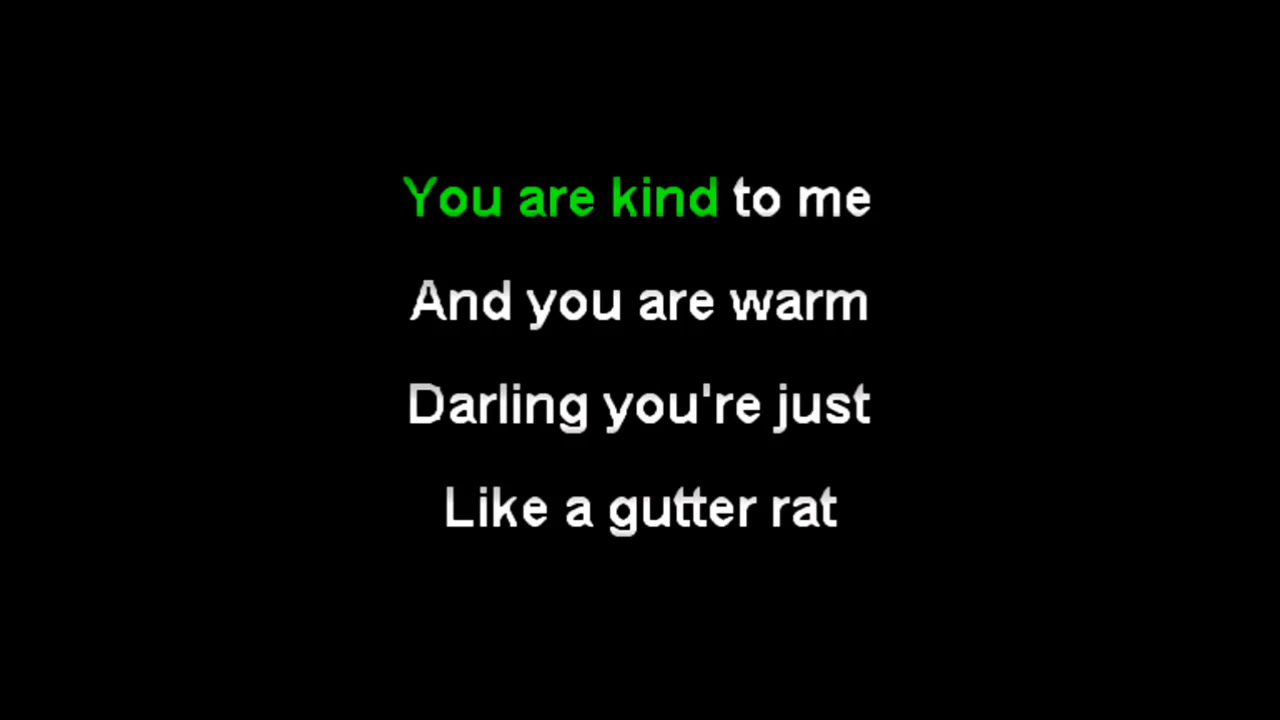 You are kind to me
And you are warm
Darling you're just
Like a gutter rat